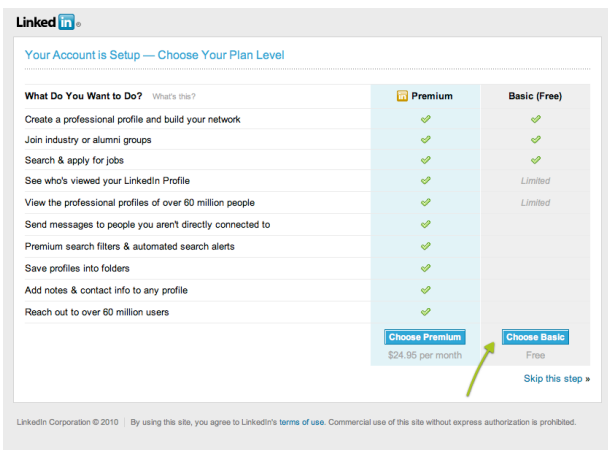 Linked in ®
Your Account is Setup — Choose Your Plan Level
What Do You Want to Do? What's this? in Premium Basic (Free)
Create a professional profile and build your network
Join industry or alumni groups
Search & apply for jobs
See who's viewed your LinkedIn Profile Limited
View the professional profiles of over 60 million people Limited
Send messages to people you aren't directly connected to
Premium search filters & automated search alerts
Save profiles into folders
Add notes & contact info to any profile
Reach out to over 60 million users
Choose Premium Choose Basic
$24.95 per month Free
Skip this step »
LinkedIn Corporation © 2010 | By using this site, you agree to LinkedIn's terms of use. Commercial use of this site without express authorization is prohibited.